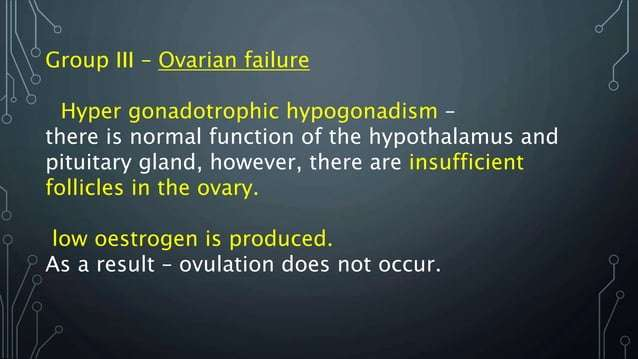 Group III – Ovarian failure
Hyper gonadotrophic hypogonadism –
there is normal function of the hypothalamus and
pituitary gland, however, there are insufficient
follicles in the ovary.
low oestrogen is produced.
As a result – ovulation does not occur.